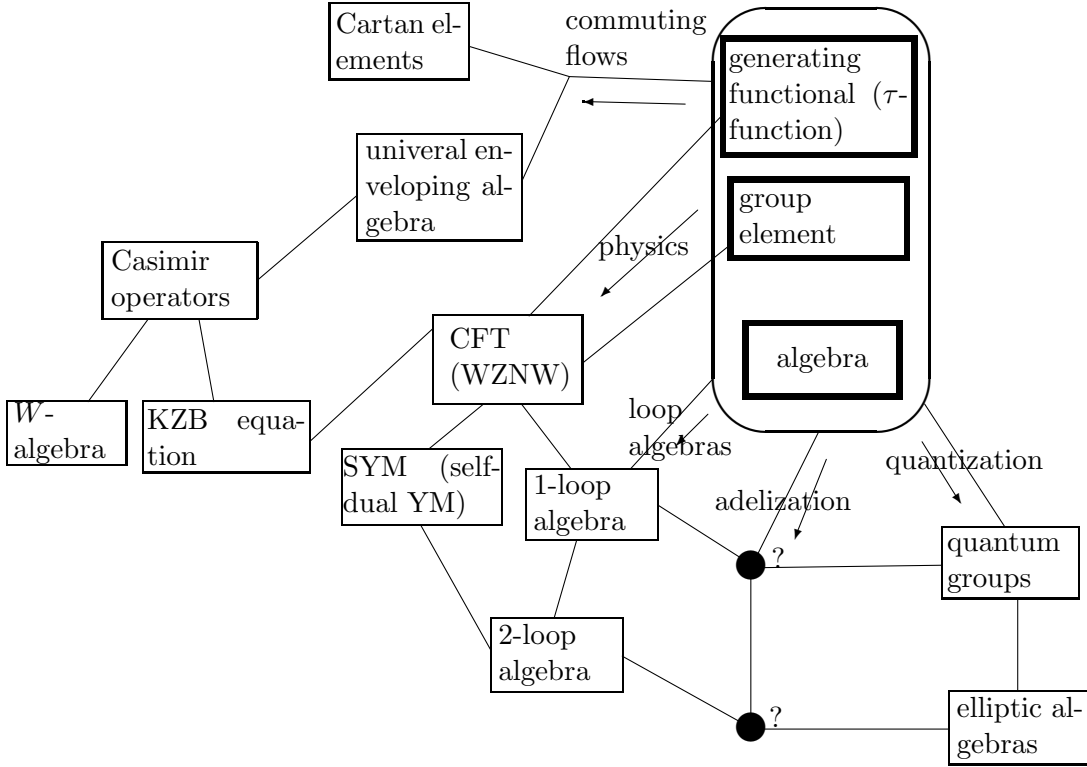 Cartan el-
ements
commuting
flows
generating
functional (τ-
function)
univeral en-
veloping al-
gebra
group
element
physics
Casimir
operators
CFT
(WZNW)
algebra
W-
algebra
KZB equa-
tion
loop
algebras
SYM (self-
dual YM)
1-loop
algebra
quantization
adelization
?
quantum
groups
2-loop
algebra
?
elliptic al-
gebras